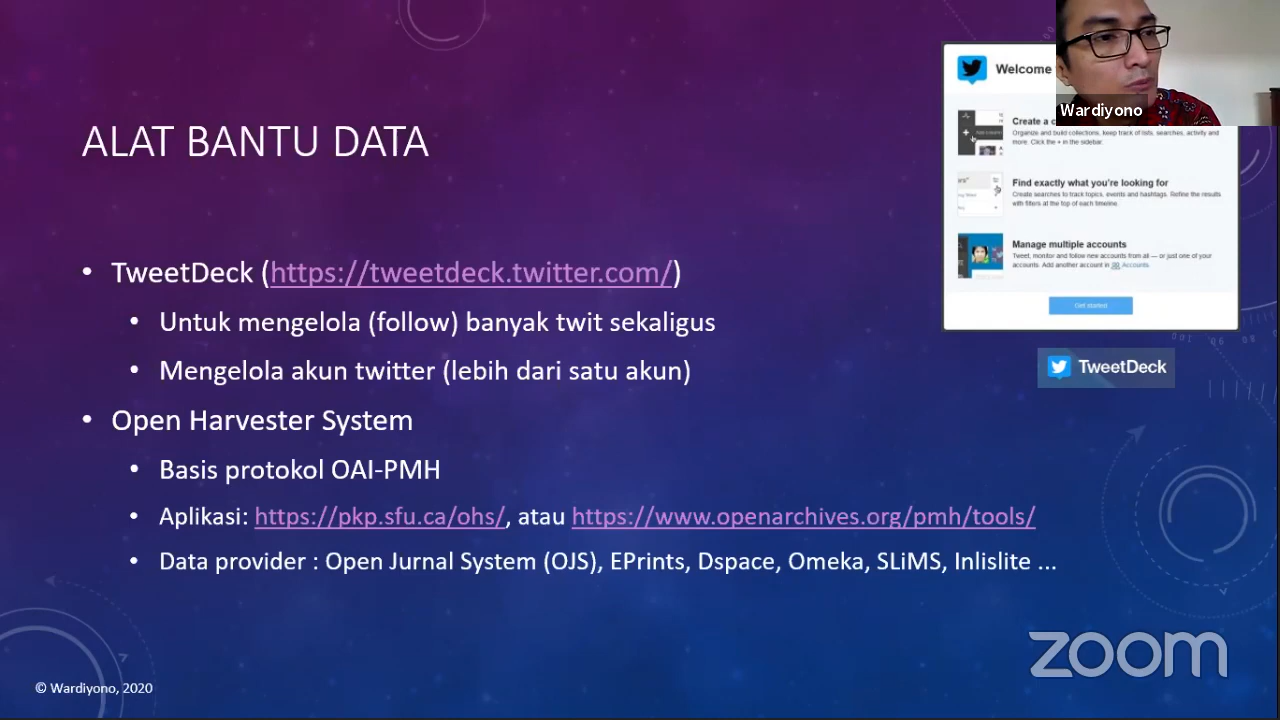 Welcome
Wardiyono
ALAT BANTU DATA
Create a c
Organize and build collections, keep track of lists, searches, activity and
more. Click the + in the sidebar.
Find exactly what you're looking for
Create searches to track topics, events and hashtags. Refine the results
with filters at the top of each timeline.
Manage multiple accounts
Tweet, monitor and follow new accounts from all — or just one of your
accounts. Add another account in Accounts.
Get started
TweetDeck
• TweetDeck (https://tweetdeck.twitter.com/)
• Untuk mengelola (follow) banyak twit sekaligus
• Mengelola akun twitter (lebih dari satu akun)
• Open Harvester System
• Basis protokol OAI-PMH
• Aplikasi: https://pkp.sfu.ca/ohs/, atau https://www.openarchives.org/pmh/tools/
• Data provider : Open Jurnal System (OJS), EPrints, Dspace, Omeka, SLiMS, Inlislite ...
zoom
© Wardiyono, 2020